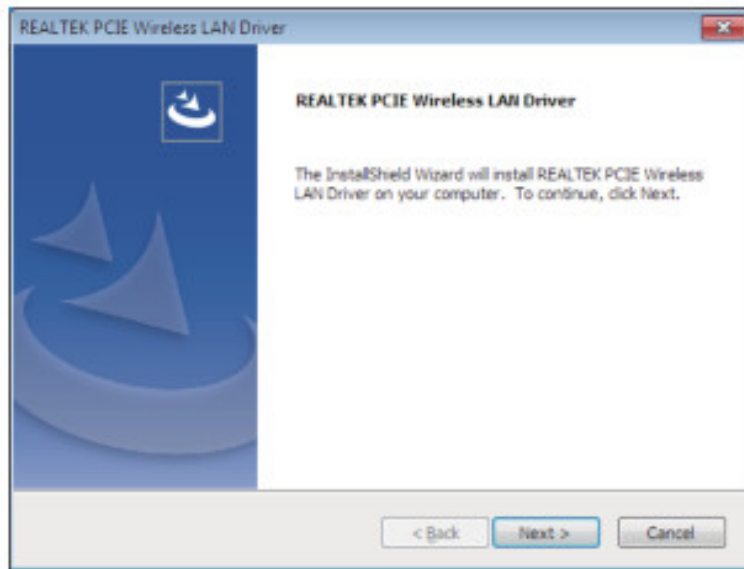 REALTEK PCIE Wireless LAN Driver
REALTEK PCIE Wireless LAN Driver
The InstallShield Wizard will install REALTEK PCIE Wireless
LAN Driver on your computer. To continue, click Next.
< Back
Next >
Cancel